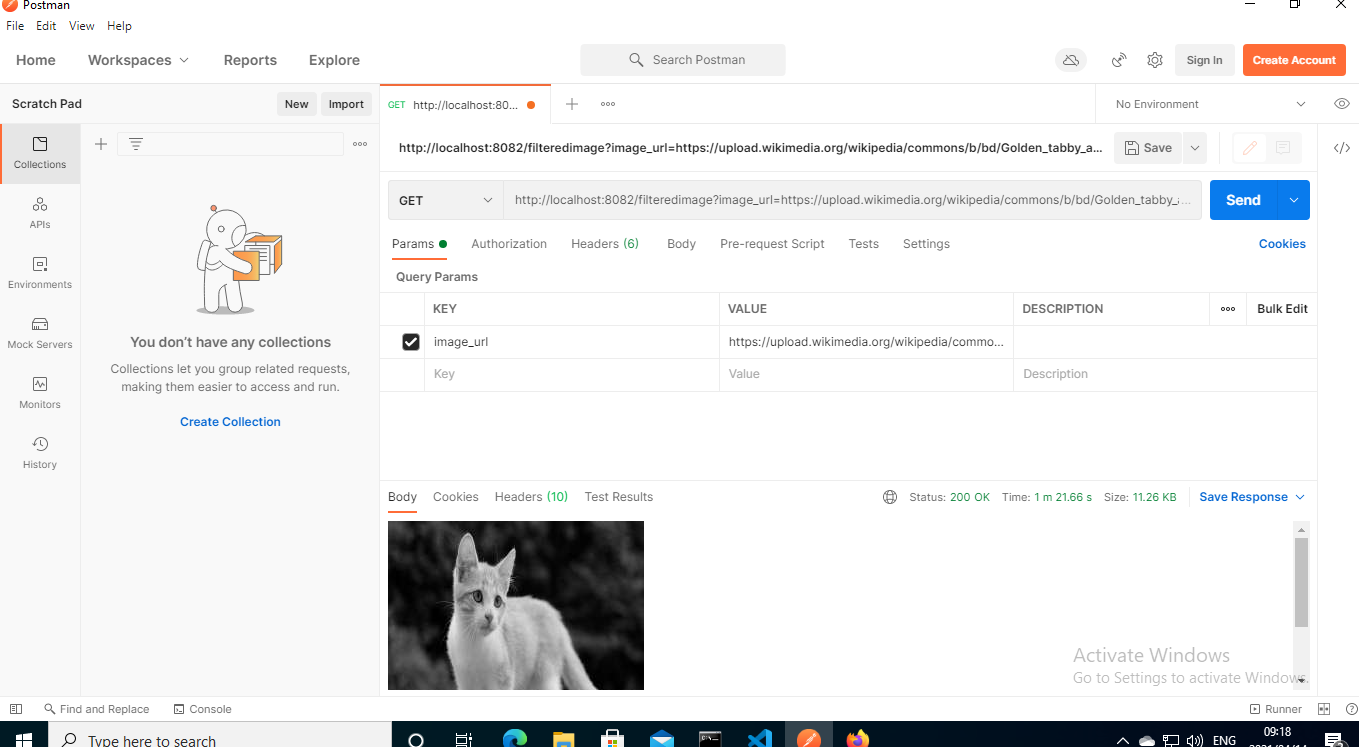 Postman
File Edit View Help
Home Workspaces Reports Explore Search Postman Sign In Create Account
Scratch Pad New Import GET http://localhost:80... No Environment
Collections
APIs
Environments
Mock Servers
Monitors
History
You don't have any collections
Collections let you group related requests,
making them easier to access and run.
Create Collection
http://localhost:8082/filteredimage?image_url=https://upload.wikimedia.org/wikipedia/commons/b/bd/Golden_tabby_a... Save
GET http://localhost:8082/filteredimage?image_url=https://upload.wikimedia.org/wikipedia/commons/b/bd/Golden_tabby_... Send
Params Authorization Headers (6) Body Pre-request Script Tests Settings Cookies
Query Params
KEY VALUE DESCRIPTION Bulk Edit
image_url https://upload.wikimedia.org/wikipedia/commo...
Key Value Description
Body Cookies Headers (10) Test Results Status: 200 OK Time: 1 m 21.66 s Size: 11.26 KB Save Response
Activate Windows
Go to Settings to activate Windows.
Find and Replace Console Runner
Type here to search ENG 09:18